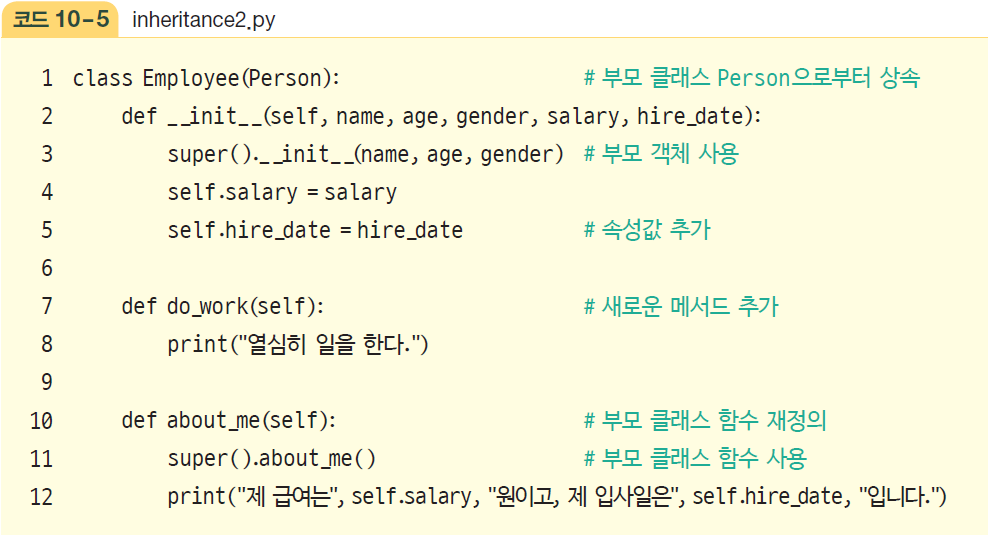 코드 10-5 inheritance2.py
1 class Employee(Person): # 부모 클래스 Person으로부터 상속
2 def __init__(self, name, age, gender, salary, hire_date):
3 super().__init__(name, age, gender) # 부모 객체 사용
4 self.salary = salary
5 self.hire_date = hire_date # 속성값 추가
6
7 def do_work(self): # 새로운 메서드 추가
8 print("열심히 일을 한다.")
9
10 def about_me(self): # 부모 클래스 함수 재정의
11 super().about_me() # 부모 클래스 함수 사용
12 print("제 급여는", self.salary, "원이고, 제 입사일은", self.hire_date, "입니다.")